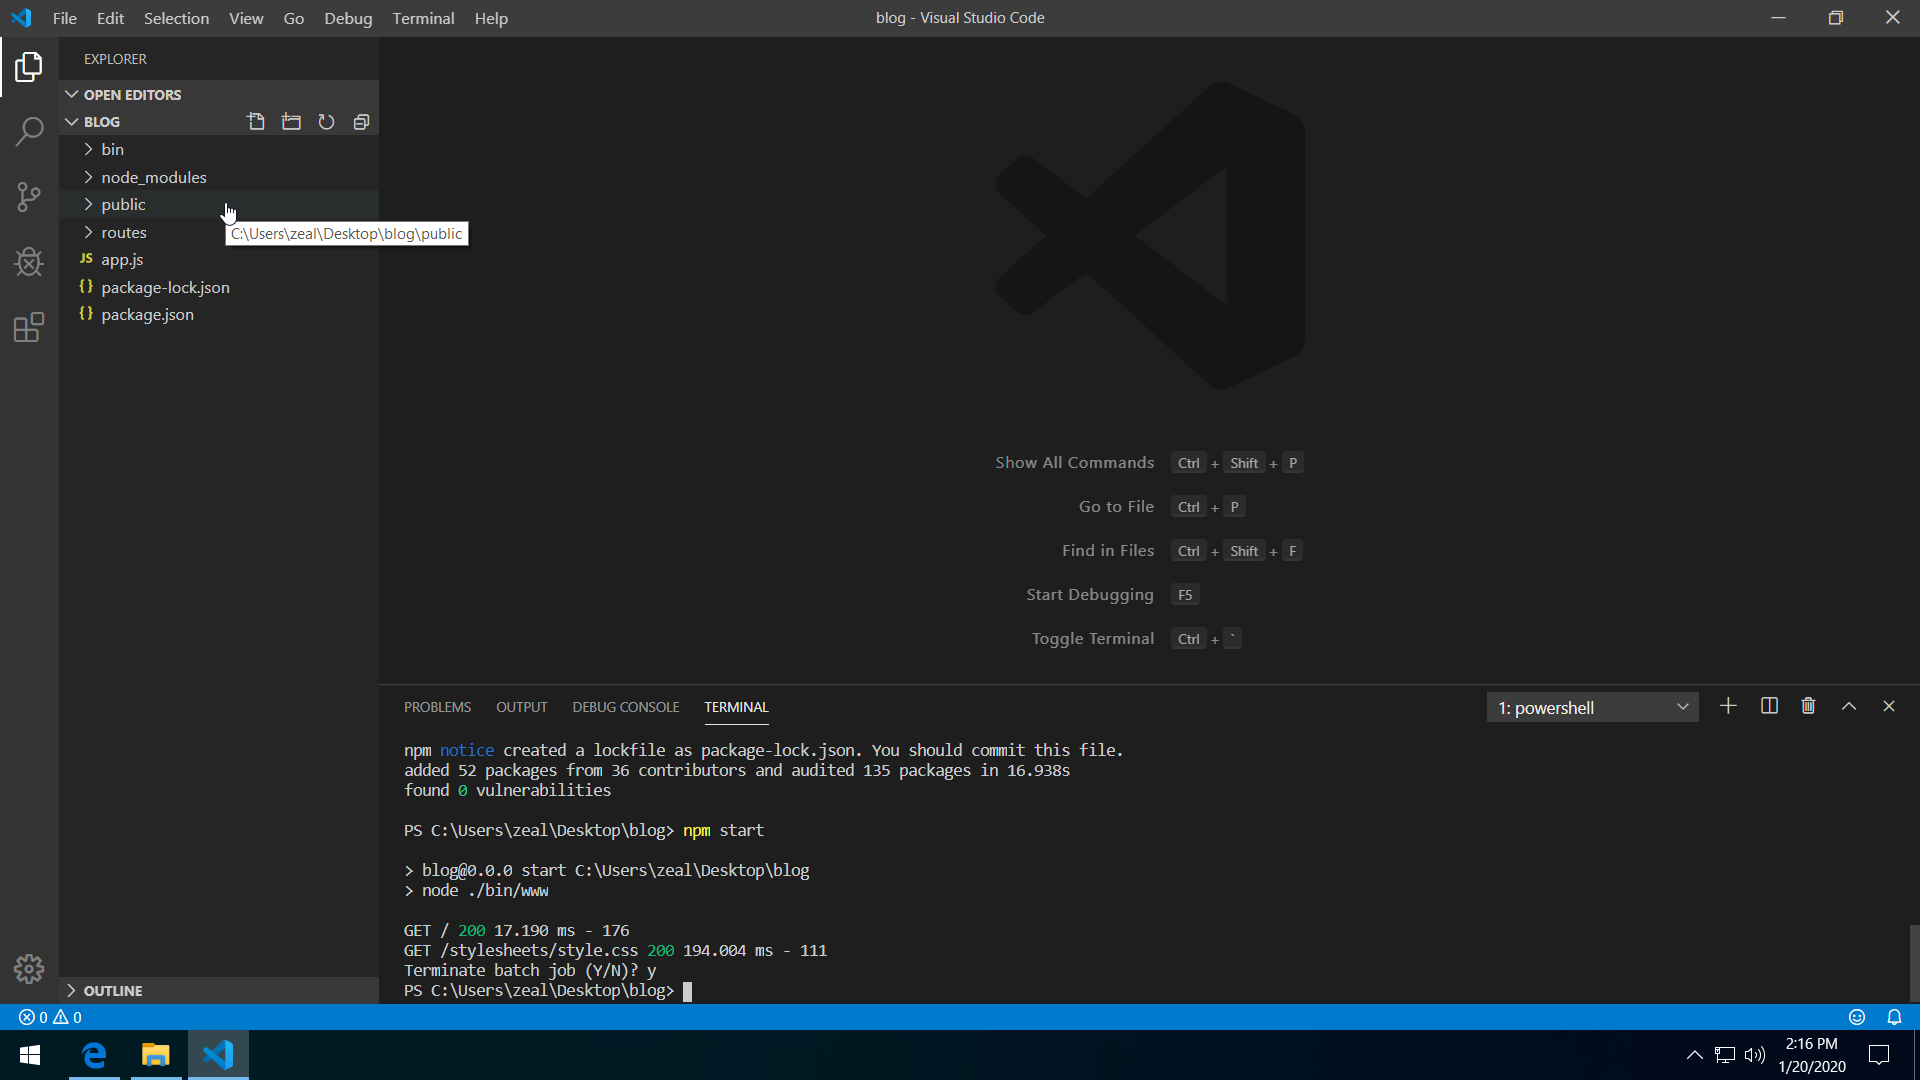 File Edit Selection View Go Debug Terminal Help
blog - Visual Studio Code
EXPLORER
OPEN EDITORS
BLOG
bin
node_modules
public
C:\Users\zeal\Desktop\blog\public
routes
JS app.js
{} package-lock.json
{} package.json
OUTLINE
Show All Commands Ctrl + Shift + P
Go to File Ctrl + P
Find in Files Ctrl + Shift + F
Start Debugging F5
Toggle Terminal Ctrl + `
PROBLEMS OUTPUT DEBUG CONSOLE TERMINAL
1: powershell
npm notice created a lockfile as package-lock.json. You should commit this file.
added 52 packages from 36 contributors and audited 135 packages in 16.938s
found 0 vulnerabilities
PS C:\Users\zeal\Desktop\blog> npm start
> blog@0.0.0 start C:\Users\zeal\Desktop\blog
> node ./bin/www
GET / 200 17.190 ms - 176
GET /stylesheets/style.css 200 194.004 ms - 111
Terminate batch job (Y/N)? y
PS C:\Users\zeal\Desktop\blog>
0 0
2:16 PM
1/20/2020